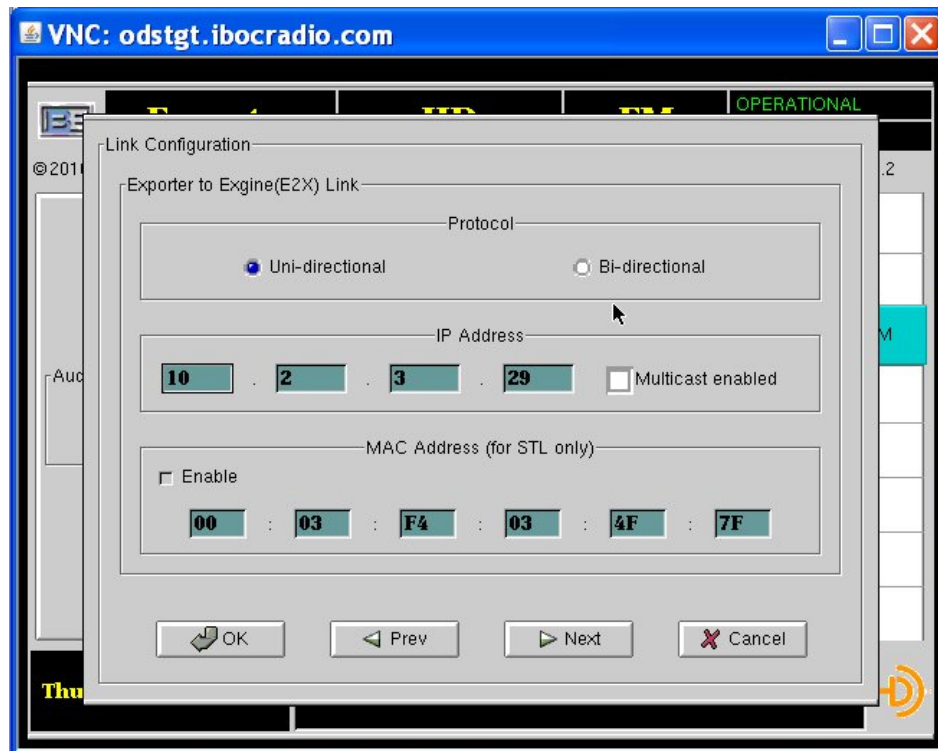 VNC: odstgt.ibocradio.com
OPERATIONAL
©201
.2
Link Configuration
Exporter to Exgine(E2X) Link
Protocol
Uni-directional
Bi-directional
IP Address
M
10 . 2 . 3 . 29
Multicast enabled
Aud
MAC Address (for STL only)
Enable
00 : 03 : F4 : 03 : 4F : 7F
OK
Prev
Next
Cancel
Thu